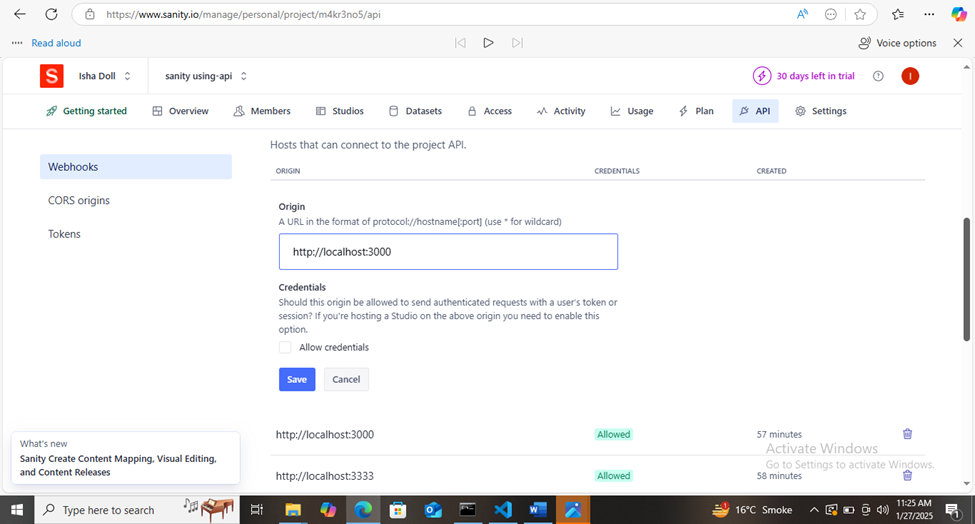 https://www.sanity.io/manage/personal/project/m4kr3no5/api
Read aloud
Voice options
S
Isha Doll
sanity using-api
30 days left in trial
I
Getting started
Overview
Members
Studios
Datasets
Access
Activity
Usage
Plan
API
Settings
Webhooks
CORS origins
Tokens
Hosts that can connect to the project API.
ORIGIN CREDENTIALS CREATED
Origin
A URL in the format of protocol://hostname[:port] (use * for wildcard)
http://localhost:3000
Credentials
Should this origin be allowed to send authenticated requests with a user's token or
session? If you're hosting a Studio on the above origin you need to enable this
option.
Allow credentials
Save Cancel
http://localhost:3000 Allowed 57 minutes
http://localhost:3333 Allowed 58 minutes
What's new
Sanity Create Content Mapping, Visual Editing,
and Content Releases
Activate Windows
Go to Settings to activate Windows.
Type here to search
16°C Smoke
11:25 AM
1/27/2025